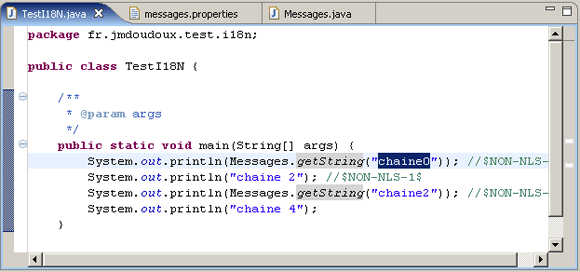 TestI18N.java messages.properties Messages.java
package fr.jmdoudoux.test.i18n;
public class TestI18N {
/**
* @param args
*/
public static void main(String[] args) {
System.out.println(Messages.getString("chaine0")); //$NON-NLS-
System.out.println("chaine 2"); //$NON-NLS-1$
System.out.println(Messages.getString("chaine2")); //$NON-NLS-
System.out.println("chaine 4");
}